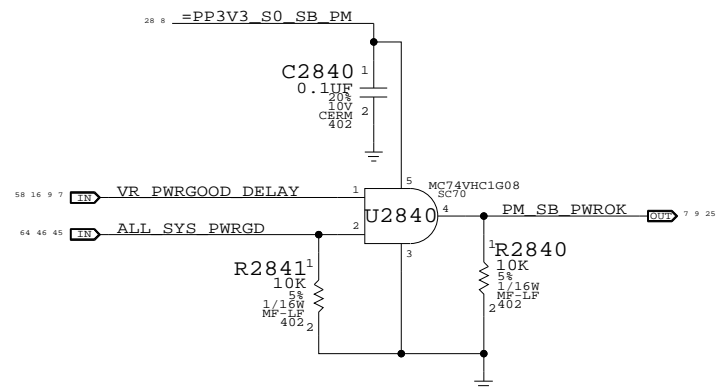 28 8 =PP3V3_S0_SB_PM
C2840 1
0.1UF
20%
10V
CERM 2
402
5
MC74VHC1G08
SC70
58 16 9 7 IN VR_PWRGOOD_DELAY 1
U2840 4 PM_SB_PWROK OUT 7 9 25
64 46 45 IN ALL_SYS_PWRGD 2
3
R2841 1
10K
5%
1/16W
MF-LF
402 2
1 R2840
10K
5%
1/16W
MF-LF
2 402